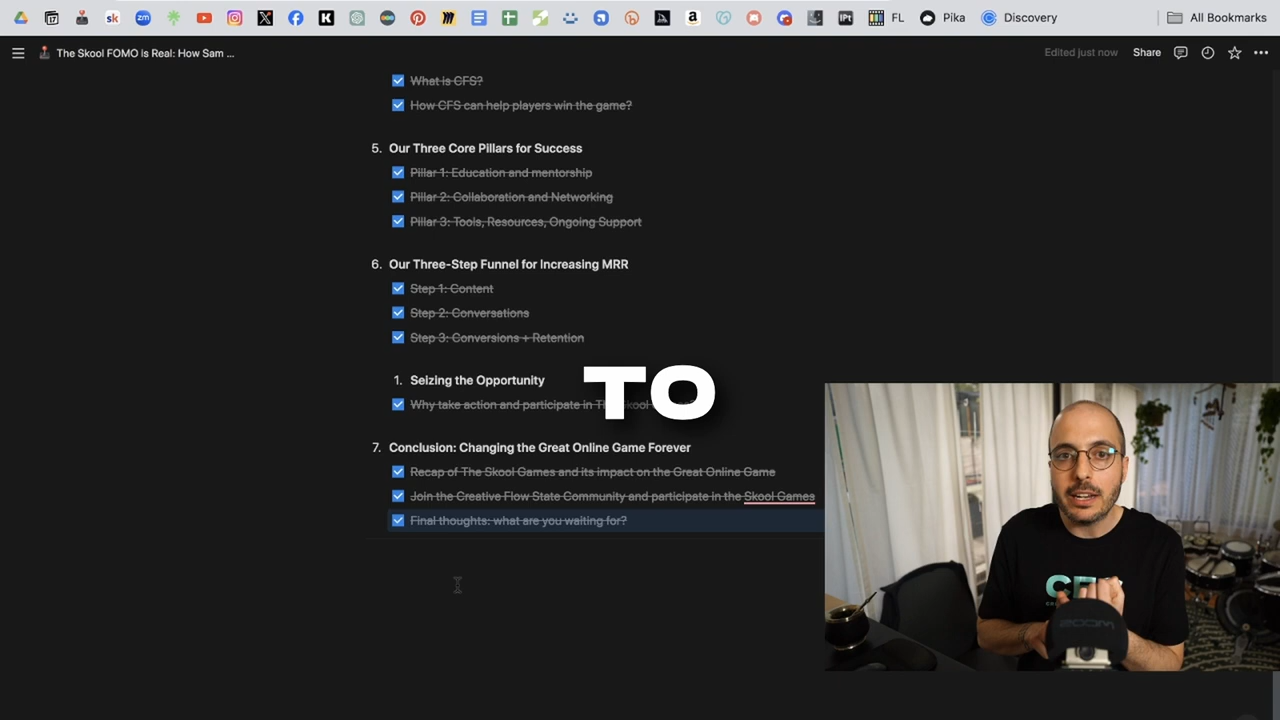 FL
Pika
Discovery
All Bookmarks
The Skool FOMO is Real: How Sam ...
Edited just now
Share
What is CFS?
How CFS can help players win the game?
5. Our Three Core Pillars for Success
Pillar 1: Education and mentorship
Pillar 2: Collaboration and Networking
Pillar 3: Tools, Resources, Ongoing Support
6. Our Three-Step Funnel for Increasing MRR
Step 1: Content
Step 2: Conversations
Step 3: Conversions + Retention
1. Seizing the Opportunity
Why take action and participate in
TO
7. Conclusion: Changing the Great Online Game Forever
Recap of The Skool Games and its impact on the Great Online Game
Join the Creative Flow State Community and participate in the Skool Games
Final thoughts: what are you waiting for?
ZOOM